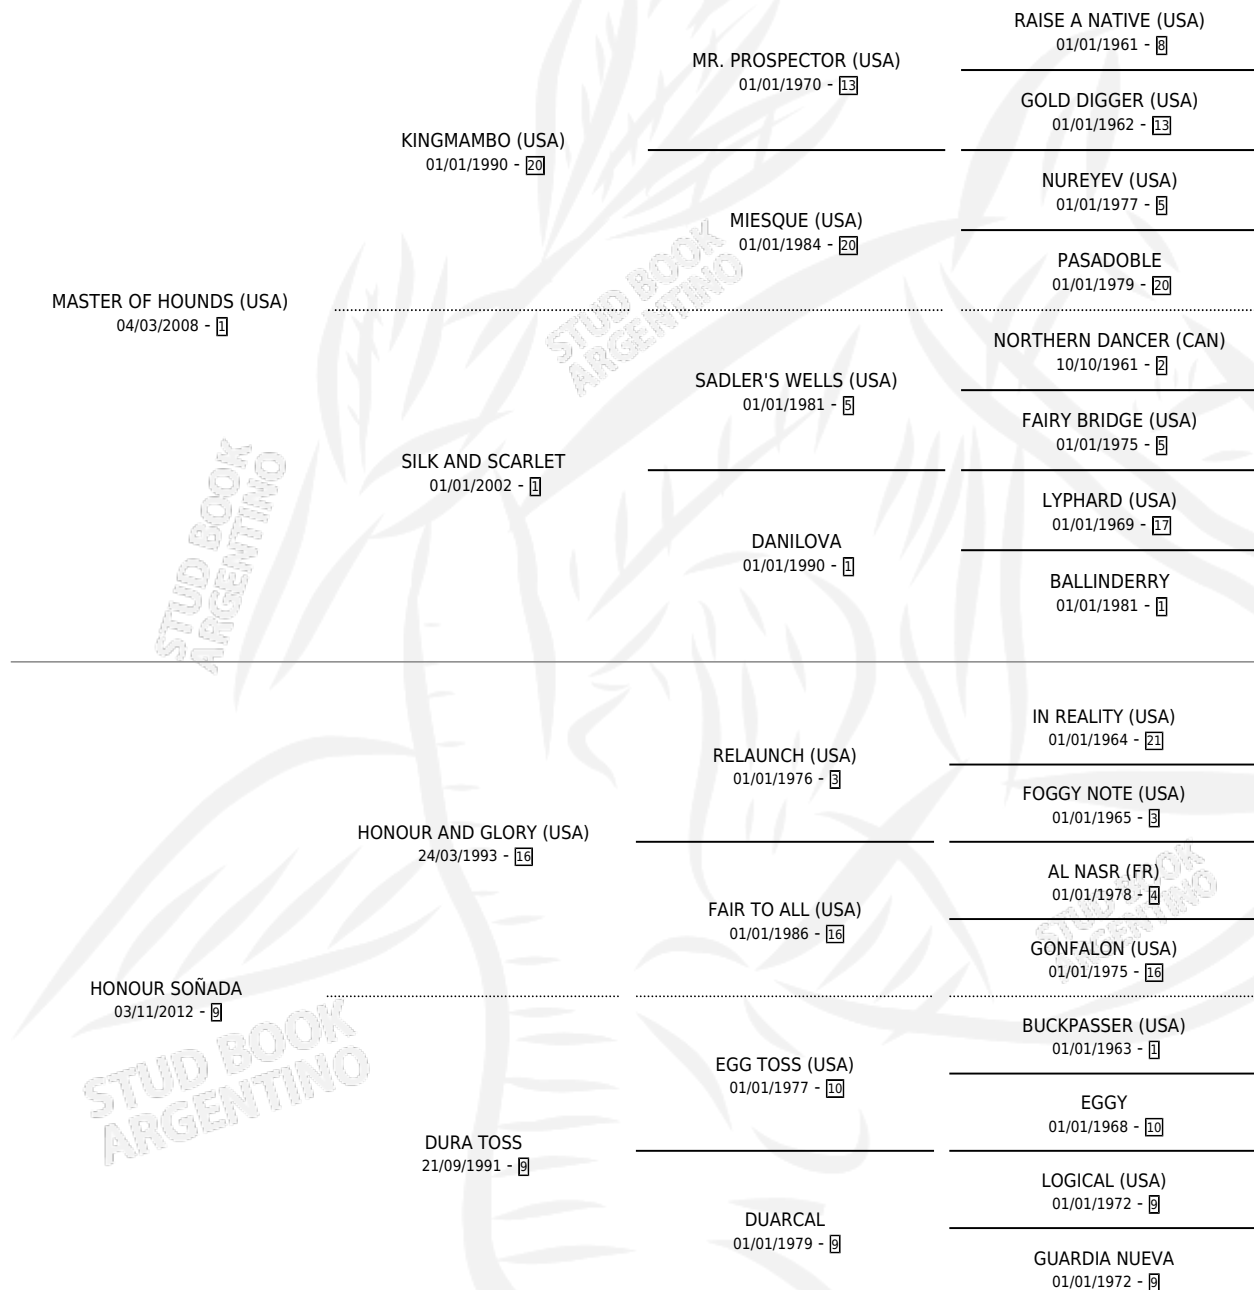 RAISE A NATIVE (USA)
01/01/1961 - 8
MR. PROSPECTOR (USA)
01/01/1970 - 13
GOLD DIGGER (USA)
01/01/1962 - 13
KINGMAMBO (USA)
01/01/1990 - 20
NUREYEV (USA)
01/01/1977 - 5
MIESQUE (USA)
01/01/1984 - 20
PASADOBLE
01/01/1979 - 20
MASTER OF HOUNDS (USA)
04/03/2008 - 1
NORTHERN DANCER (CAN)
10/10/1961 - 2
SADLER'S WELLS (USA)
01/01/1981 - 5
FAIRY BRIDGE (USA)
01/01/1975 - 5
SILK AND SCARLET
01/01/2002 - 1
LYPHARD (USA)
01/01/1969 - 17
DANILOVA
01/01/1990 - 1
BALLINDERRY
01/01/1981 - 1
IN REALITY (USA)
01/01/1964 - 21
RELAUNCH (USA)
01/01/1976 - 3
FOGGY NOTE (USA)
01/01/1965 - 3
HONOUR AND GLORY (USA)
24/03/1993 - 16
AL NASR (FR)
01/01/1978 - 4
FAIR TO ALL (USA)
01/01/1986 - 16
GONFALON (USA)
01/01/1975 - 16
HONOUR SOÑADA
03/11/2012 - 9
BUCKPASSER (USA)
01/01/1963 - 1
EGG TOSS (USA)
01/01/1977 - 10
EGGY
01/01/1968 - 10
DURA TOSS
21/09/1991 - 9
LOGICAL (USA)
01/01/1972 - 9
DUARCAL
01/01/1979 - 9
GUARDIA NUEVA
01/01/1972 - 9
STUD BOOK
ARGENTINO
STUD BOOK
ARGENTINO
STUD BOOK
ARGENTINO
STUD BOOK
ARGENTINO